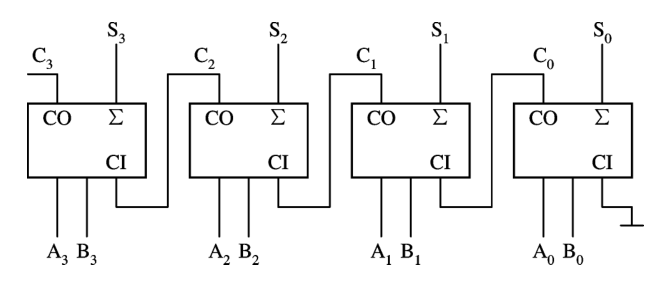 S₃ S₂ S₁ S₀
C₃ C₂ C₁ C₀
CO Σ CO Σ CO Σ CO Σ
CI CI CI CI
A₃ B₃ A₂ B₂ A₁ B₁ A₀ B₀